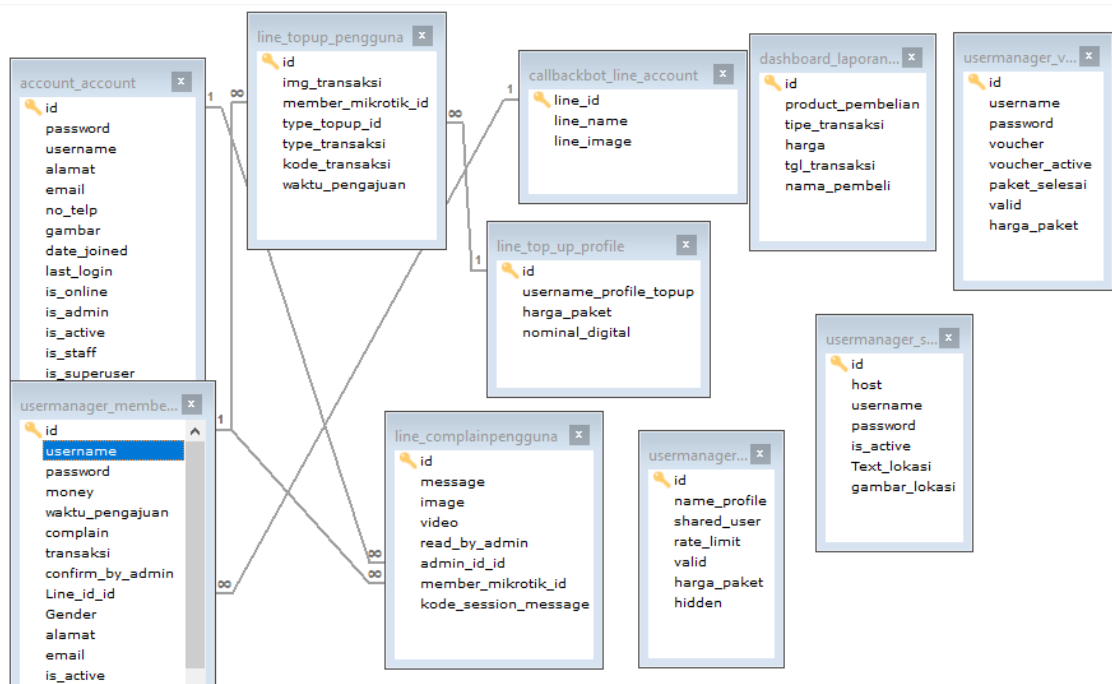 account_account
id
password
username
alamat
email
no_telp
gambar
date_joined
last_login
is_online
is_admin
is_active
is_staff
is_superuser
line_topup_pengguna
id
img_transaksi
member_mikrotik_id
type_topup_id
type_transaksi
kode_transaksi
waktu_pengajuan
callbackbot_line_account
line_id
line_name
line_image
dashboard_laporan...
id
product_pembelian
tipe_transaksi
harga
tgl_transaksi
nama_pembeli
usermanager_v...
id
username
password
voucher
voucher_active
paket_selesai
valid
harga_paket
line_top_up_profile
id
username_profile_topup
harga_paket
nominal_digital
usermanager_s...
id
host
username
password
is_active
Text_lokasi
gambar_lokasi
usermanager_membe...
id
username
password
money
waktu_pengajuan
complain
transaksi
confirm_by_admin
Line_id_id
Gender
alamat
email
is_active
line_complainpengguna
id
message
image
video
read_by_admin
admin_id_id
member_mikrotik_id
kode_session_message
usermanager...
id
name_profile
shared_user
rate_limit
valid
harga_paket
hidden
1
∞
∞
1
1
∞
1
∞
∞
1